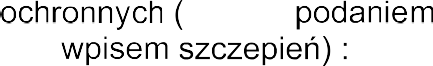 ochronnych ( podaniem
wpisem szczepień) :